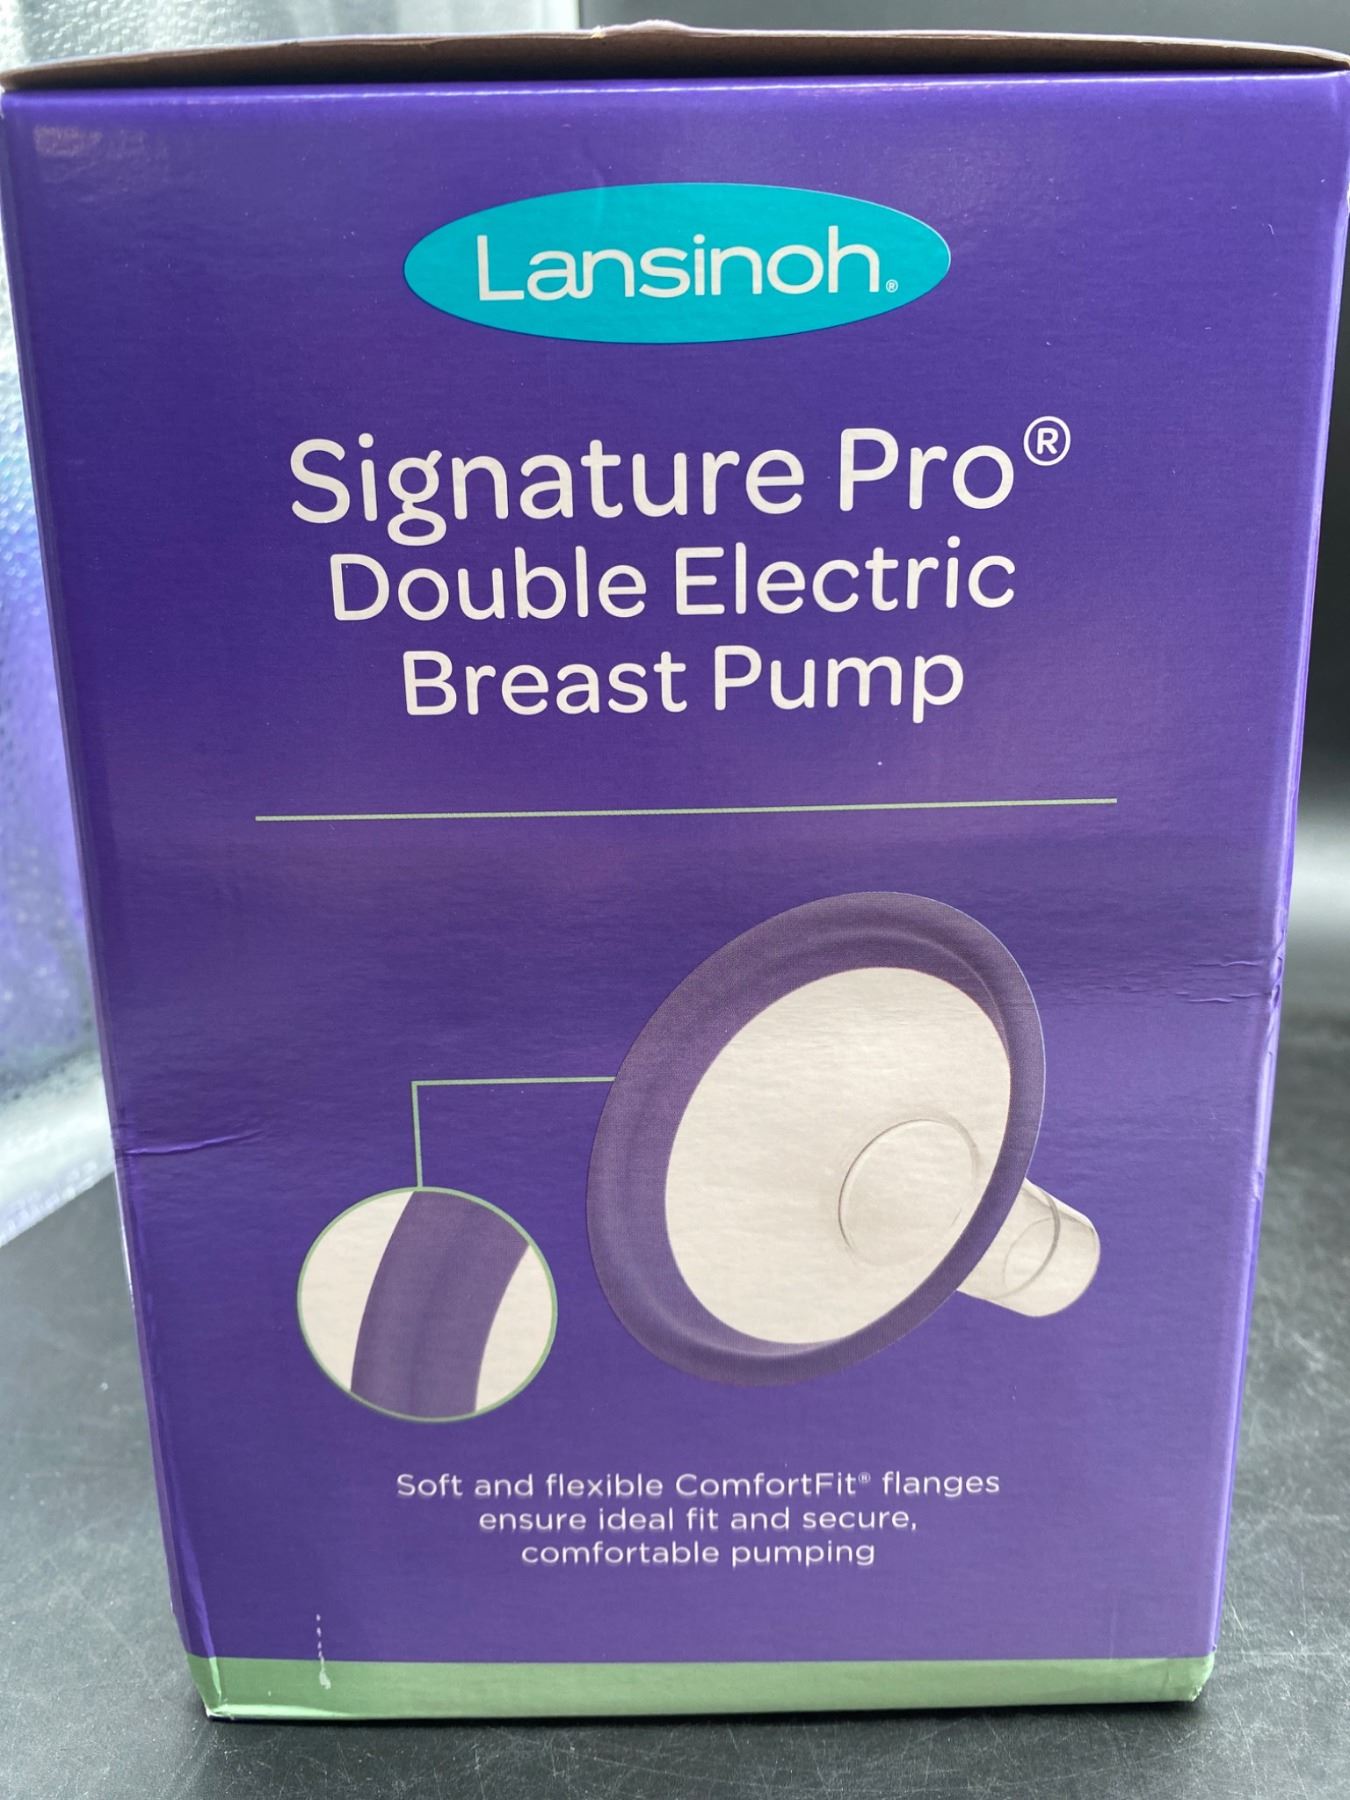 Lansinoh®
Signature Pro®
Double Electric
Breast Pump
Soft and flexible ComfortFit® flanges
ensure ideal fit and secure,
comfortable pumping